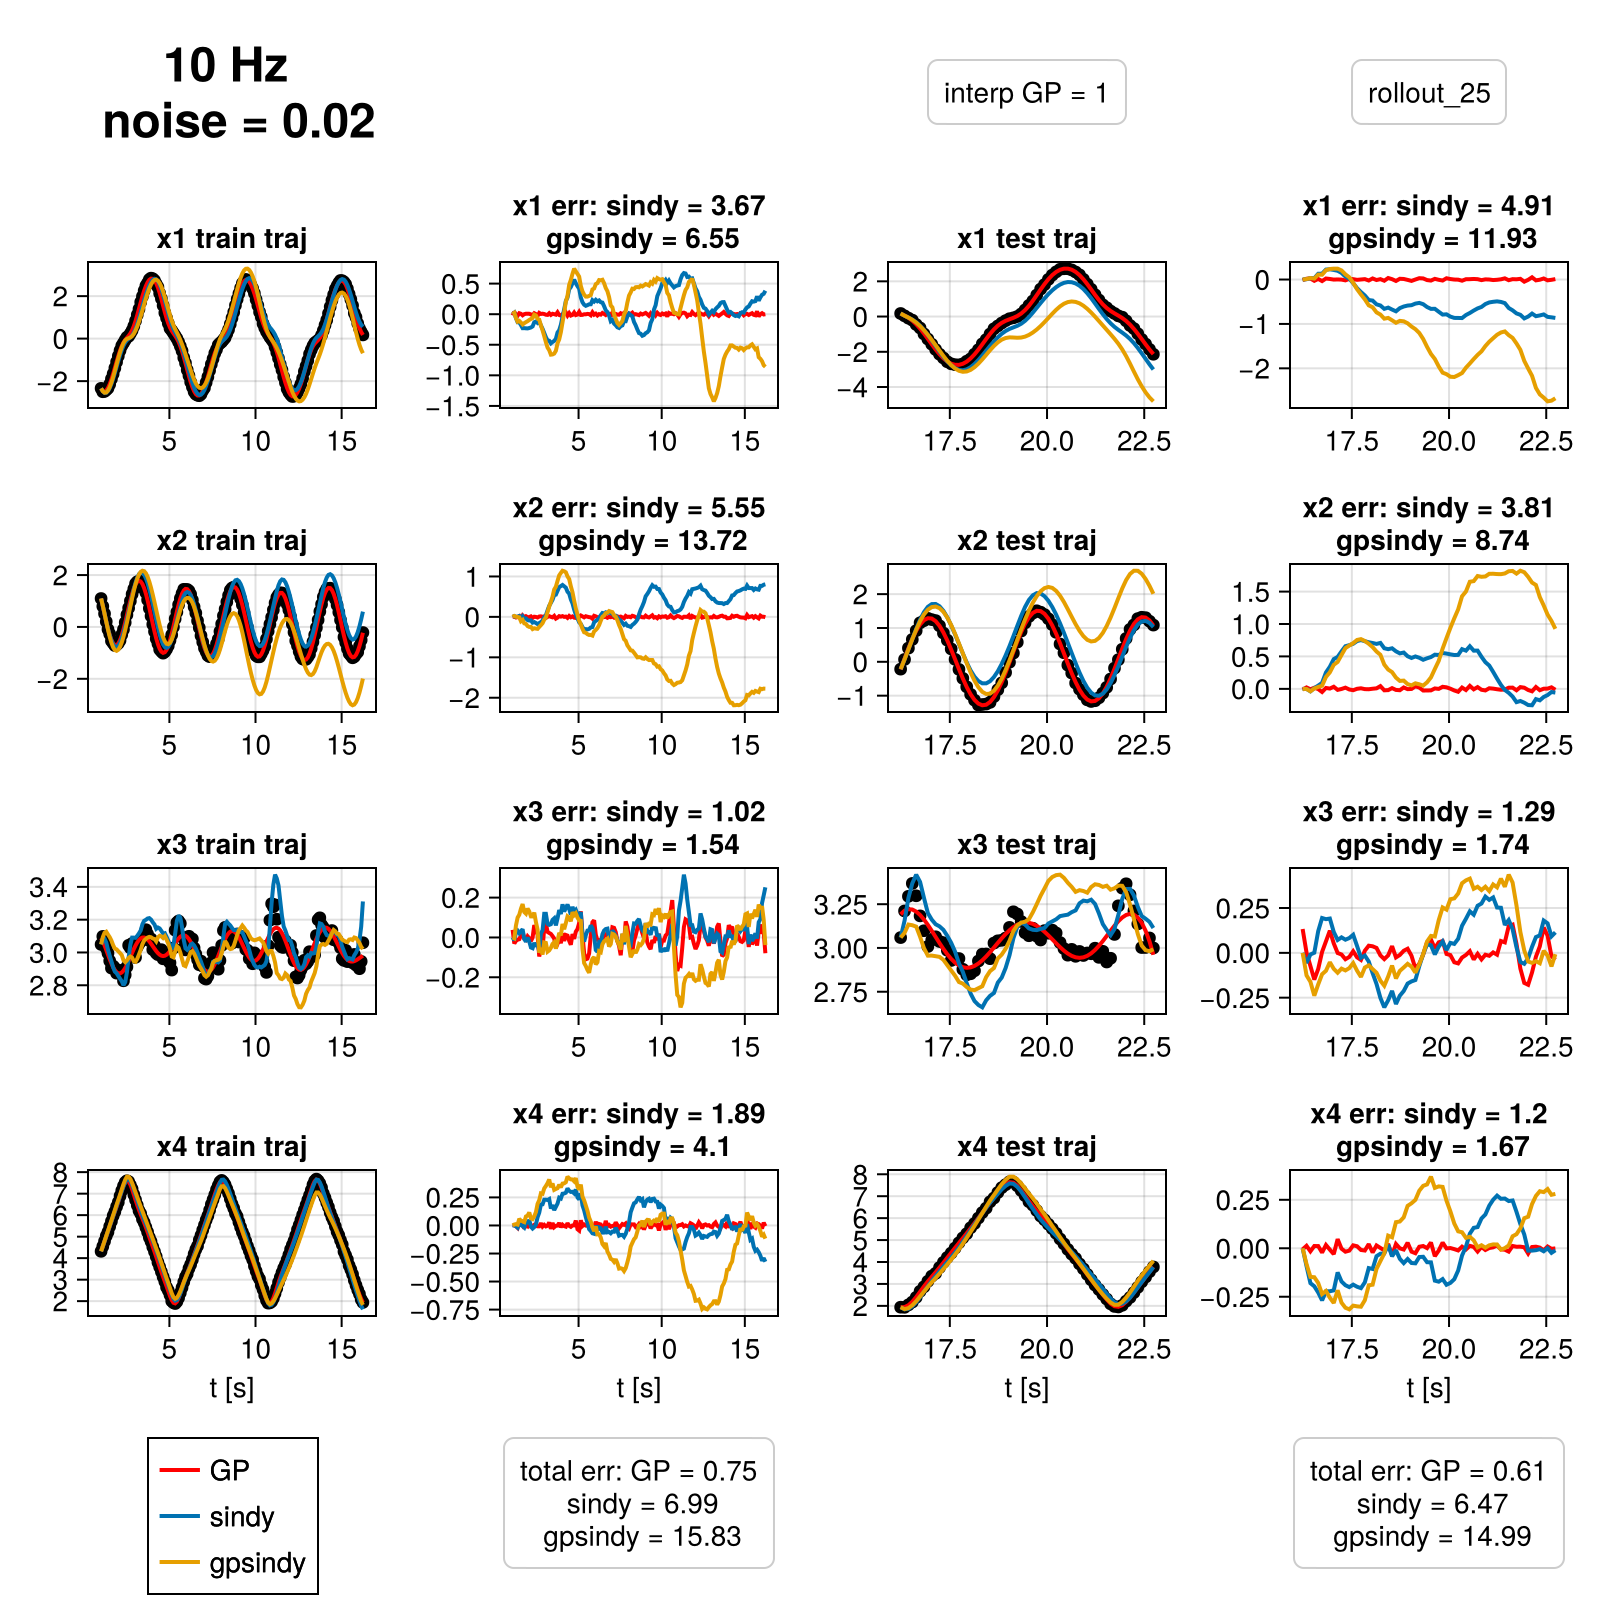 10 Hz
noise = 0.02
interp GP = 1
rollout_25
x1 train traj
2
0
−2
5
10
15
x1 err: sindy = 3.67
gpsindy = 6.55
0.5
0.0
−0.5
−1.0
−1.5
5
10
15
x1 test traj
2
0
−2
−4
17.5
20.0
22.5
x1 err: sindy = 4.91
gpsindy = 11.93
0
−1
−2
17.5
20.0
22.5
x2 train traj
2
0
−2
5
10
15
x2 err: sindy = 5.55
gpsindy = 13.72
1
0
−1
−2
5
10
15
x2 test traj
2
1
0
−1
17.5
20.0
22.5
x2 err: sindy = 3.81
gpsindy = 8.74
1.5
1.0
0.5
0.0
17.5
20.0
22.5
x3 train traj
3.4
3.2
3.0
2.8
5
10
15
x3 err: sindy = 1.02
gpsindy = 1.54
0.2
0.0
−0.2
5
10
15
x3 test traj
3.25
3.00
2.75
17.5
20.0
22.5
x3 err: sindy = 1.29
gpsindy = 1.74
0.25
0.00
−0.25
17.5
20.0
22.5
x4 train traj
8
7
6
5
4
3
2
5
10
15
t [s]
x4 err: sindy = 1.89
gpsindy = 4.1
0.25
0.00
−0.25
−0.50
−0.75
5
10
15
t [s]
x4 test traj
8
7
6
5
4
3
2
17.5
20.0
22.5
t [s]
x4 err: sindy = 1.2
gpsindy = 1.67
0.25
0.00
−0.25
17.5
20.0
22.5
t [s]
GP
sindy
gpsindy
total err: GP = 0.75
sindy = 6.99
gpsindy = 15.83
total err: GP = 0.61
sindy = 6.47
gpsindy = 14.99